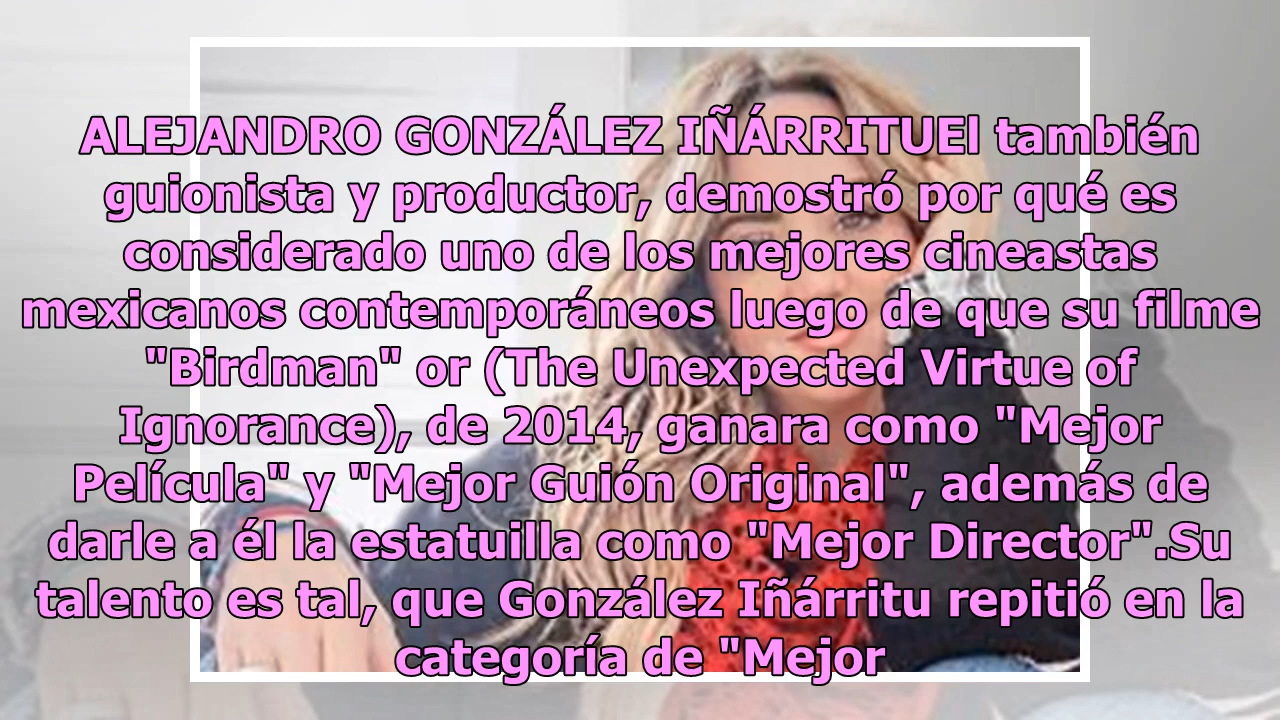 ALEJANDRO GONZÁLEZ IÑÁRRITUEl también
guionista y productor, demostró por qué es
considerado uno de los mejores cineastas
mexicanos contemporáneos luego de que su filme
"Birdman" or (The Unexpected Virtue of
Ignorance), de 2014, ganara como "Mejor
Película" y "Mejor Guión Original", además de
darle a él la estatuilla como "Mejor Director".Su
talento es tal, que González Iñárritu repitió en la
categoría de "Mejor